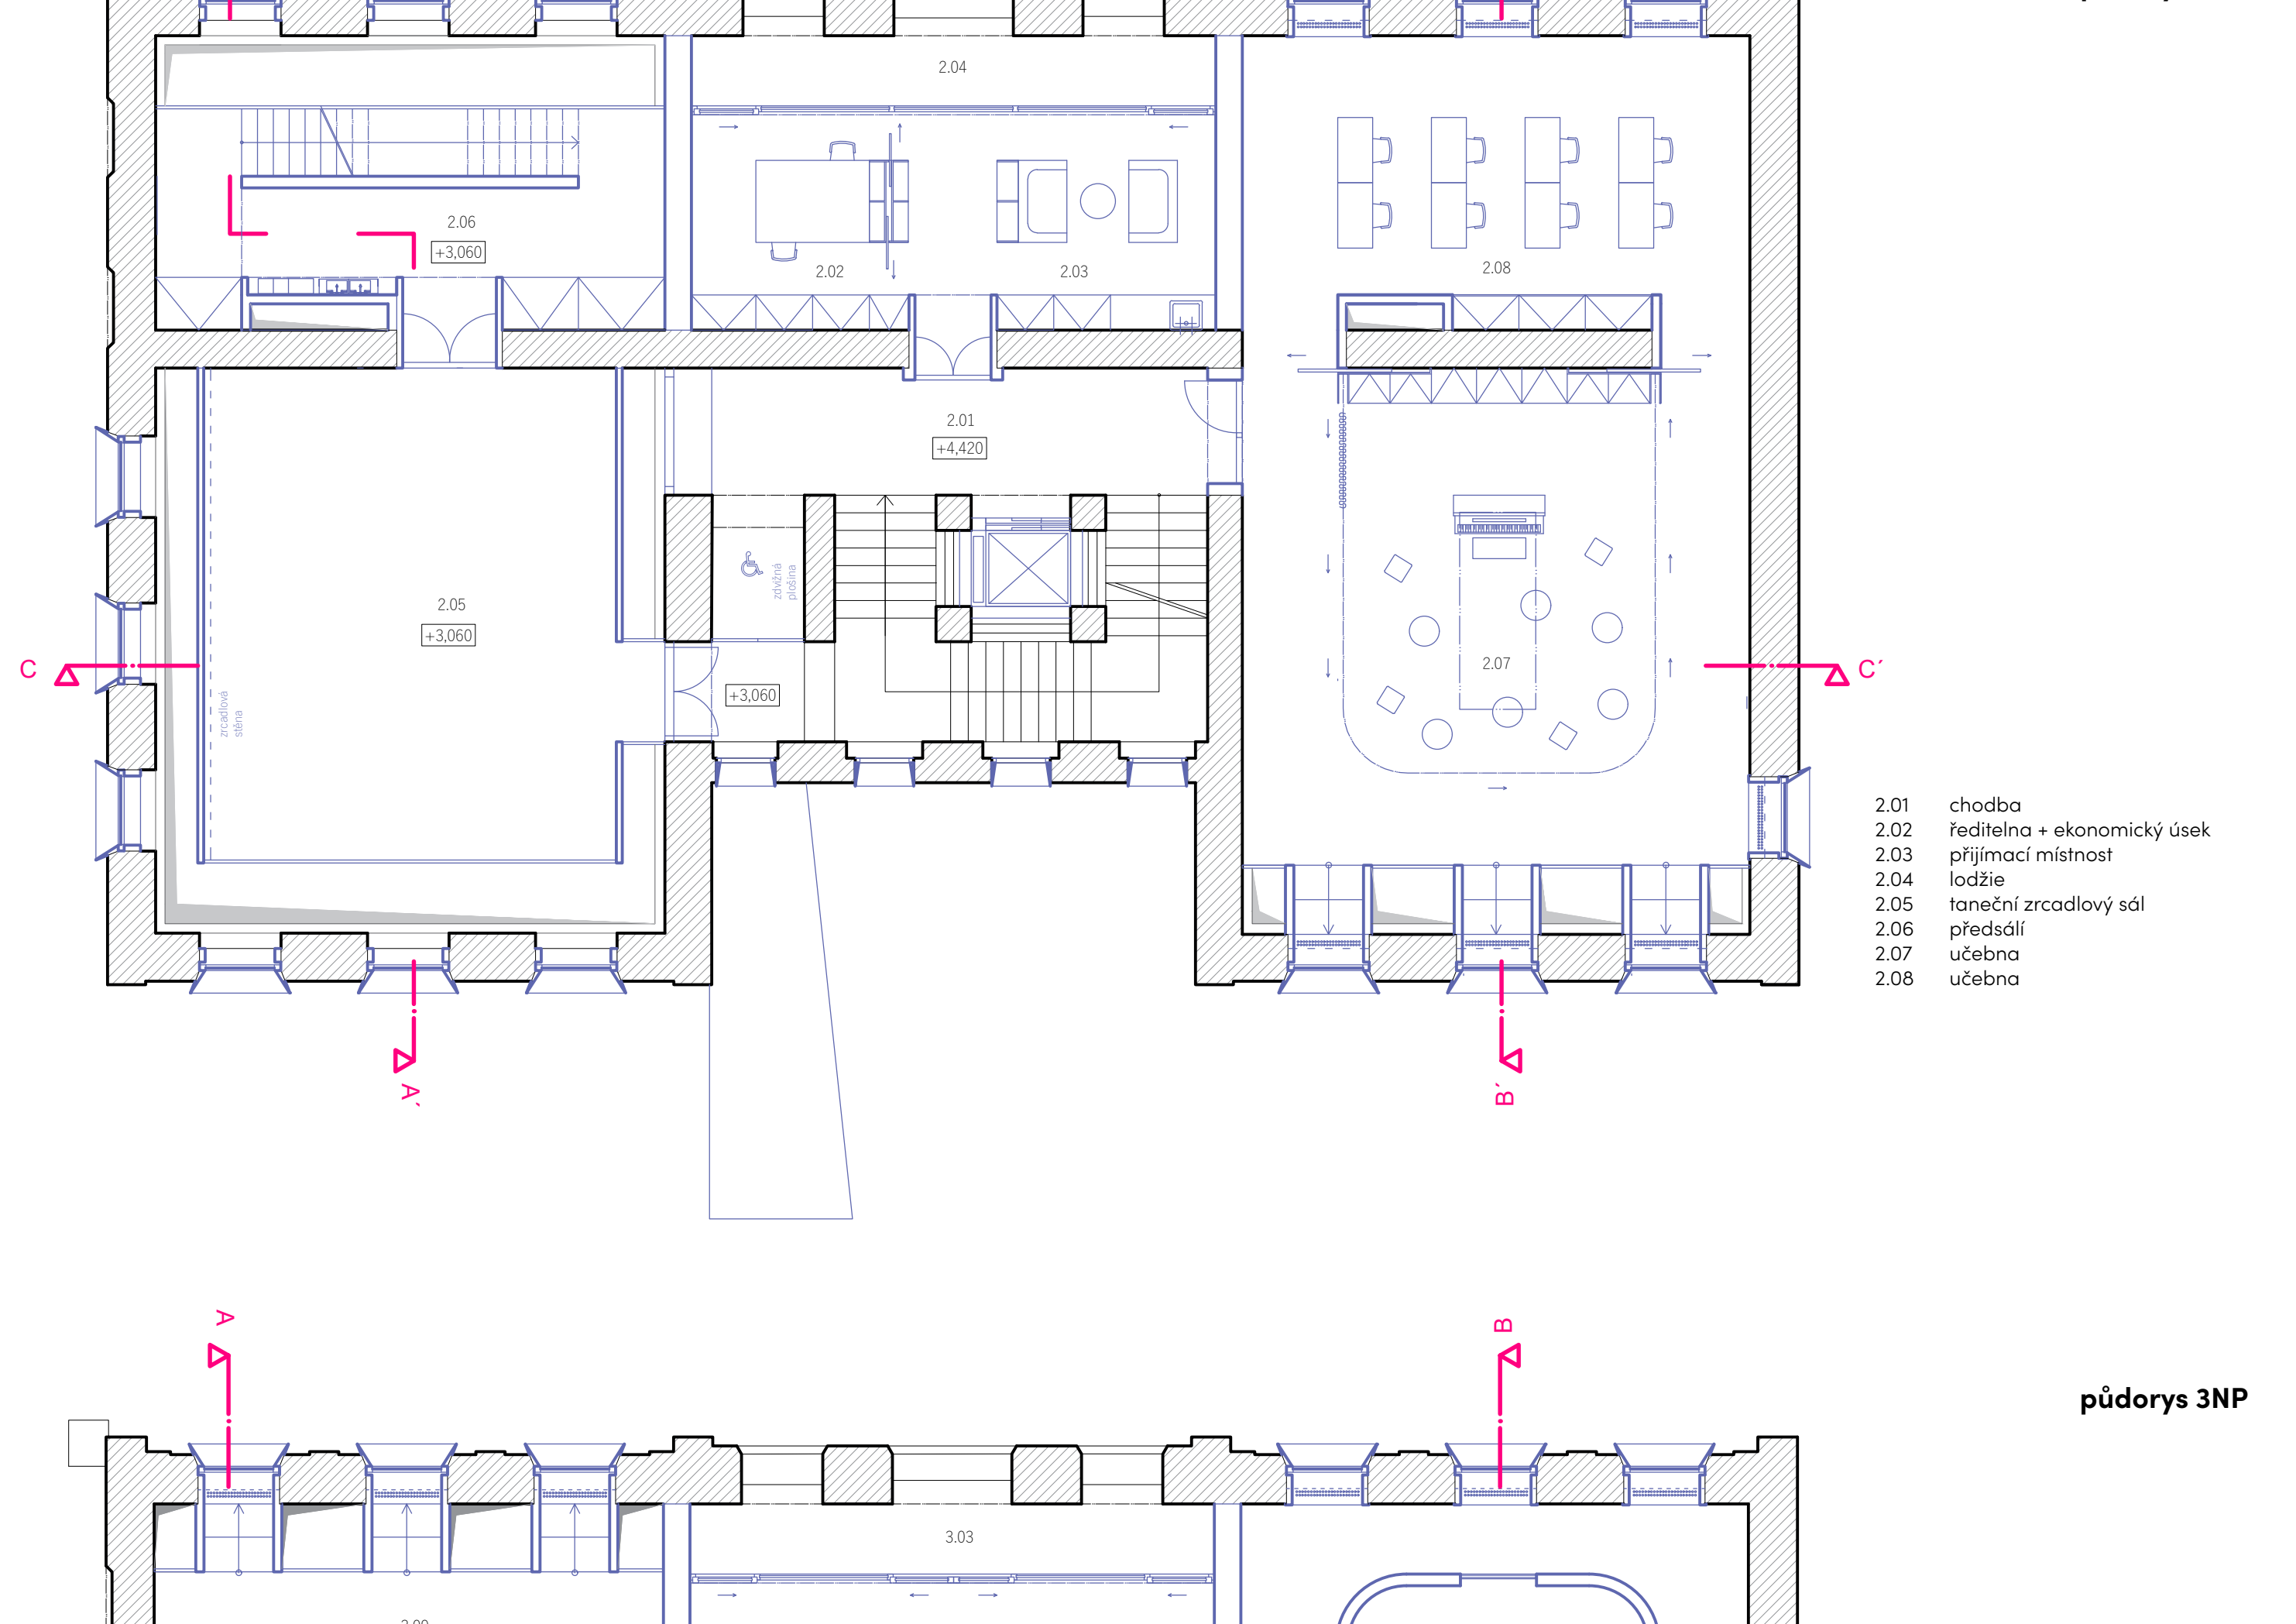 2.04
2.06
+3,060
2.02
2.03
2.08
2.01
+4,420
zdvižná
plošina
2.05
+3,060
C
C´
2.07
zrcadlová
stěna
+3,060
2.01 chodba
2.02 ředitelna + ekonomický úsek
2.03 přijímací místnost
2.04 lodžie
2.05 taneční zrcadlový sál
2.06 předsálí
2.07 učebna
2.08 učebna
A´
B´
A
B
půdorys 3NP
3.03